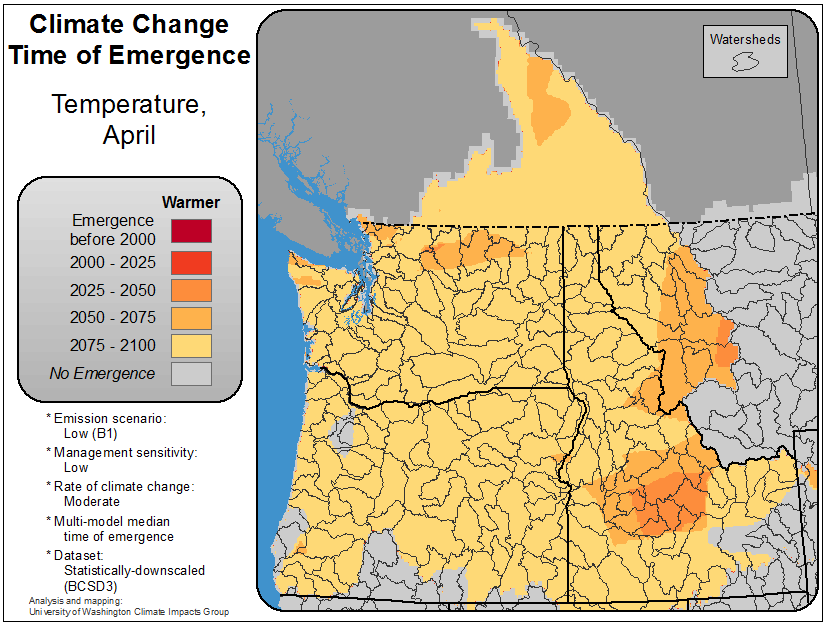 Climate Change
Time of Emergence
Temperature,
April
Warmer
Emergence
before 2000
2000 - 2025
2025 - 2050
2050 - 2075
2075 - 2100
No Emergence
* Emission scenario:
Low (B1)
* Management sensitivity:
Low
* Rate of climate change:
Moderate
* Multi-model median
time of emergence
* Dataset:
Statistically-downscaled
(BCSD3)
Analysis and mapping:
University of Washington Climate Impacts Group
Watersheds